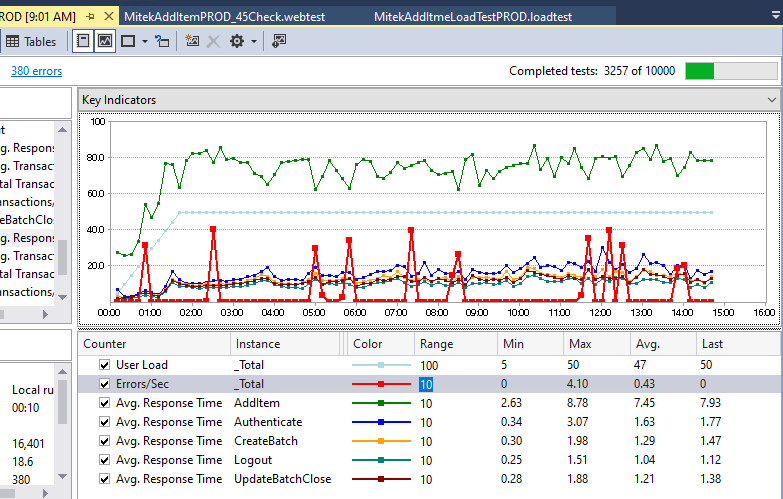 PROD [9:01 AM] MitekAddItemPROD_45Check.webtest MitekAddItmeLoadTestPROD.loadtest
Tables
380 errors Completed tests: 3257 of 10000
Key Indicators
100
80.0
60.0
40.0
20.0
00:00 01:00 02:00 03:00 04:00 05:00 06:00 07:00 08:00 09:00 10:00 11:00 12:00 13:00 14:00 15:00 16:00
g. Respon
g. Transac
tal Transac
ansactions/
eBatchClos
g. Respon
g. Transac
tal Transac
ansactions/
Counter Instance Color Range Min Max Avg. Last
User Load _Total 100 5 50 47 50
Errors/Sec _Total 10 0 4.10 0.43 0
Avg. Response Time AddItem 10 2.63 8.78 7.45 7.93
Avg. Response Time Authenticate 10 0.34 3.07 1.63 1.77
Avg. Response Time CreateBatch 10 0.30 1.98 1.29 1.47
Avg. Response Time Logout 10 0.25 1.51 1.04 1.12
Avg. Response Time UpdateBatchClose 10 0.28 1.88 1.21 1.38
Local ru
00:10
16,401
18.6
380